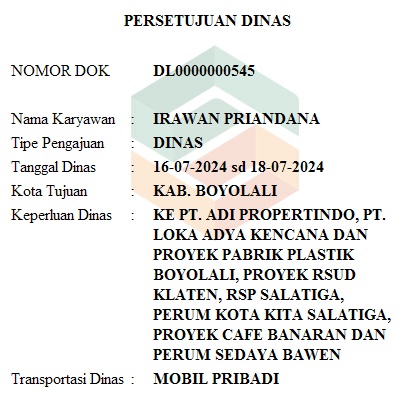 PERSETUJUAN DINAS
NOMOR DOK DL0000000545
Nama Karyawan : IRAWAN PRIANDANA
Tipe Pengajuan : DINAS
Tanggal Dinas : 16-07-2024 sd 18-07-2024
Kota Tujuan : KAB. BOYOLALI
Keperluan Dinas : KE PT. ADI PROPERTINDO, PT.
LOKA ADYA KENCANA DAN
PROYEK PABRIK PLASTIK
BOYOLALI, PROYEK RSUD
KLATEN, RSP SALATIGA,
PERUM KOTA KITA SALATIGA,
PROYEK CAFE BANARAN DAN
PERUM SEDAYA BAWEN
Transportasi Dinas : MOBIL PRIBADI